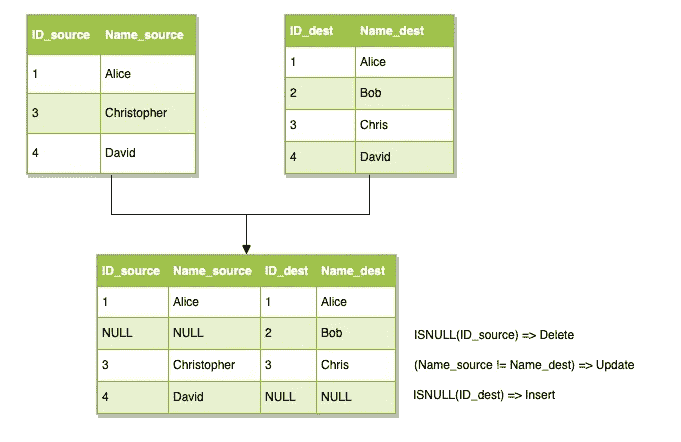 ID_source Name_source
1 Alice
3 Christopher
4 David
ID_dest Name_dest
1 Alice
2 Bob
3 Chris
4 David
ID_source Name_source ID_dest Name_dest
1 Alice 1 Alice
NULL NULL 2 Bob ISNULL(ID_source) => Delete
3 Christopher 3 Chris (Name_source != Name_dest) => Update
4 David NULL NULL ISNULL(ID_dest) => Insert